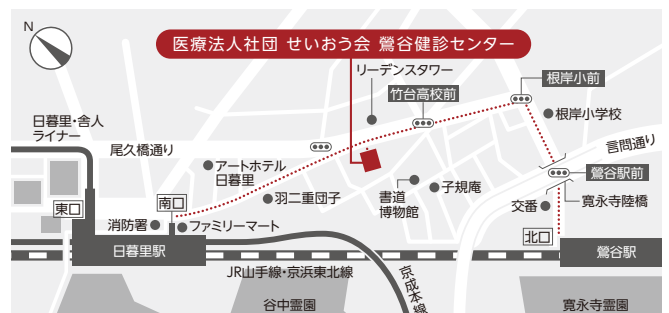 N
医療法人社団 せいおう会 鶯谷健診センター
リーデンスタワー
竹台高校前
根岸小前
根岸小学校
日暮里・舎人
ライナー
尾久橋通り
言問通り
アートホテル
日暮里
鶯谷駅前
羽二重団子
書道
博物館
子規庵
交番
寛永寺陸橋
東口
南口
消防署
ファミリーマート
北口
日暮里駅
鶯谷駅
JR山手線・京浜東北線
京成本線
谷中霊園
寛永寺霊園